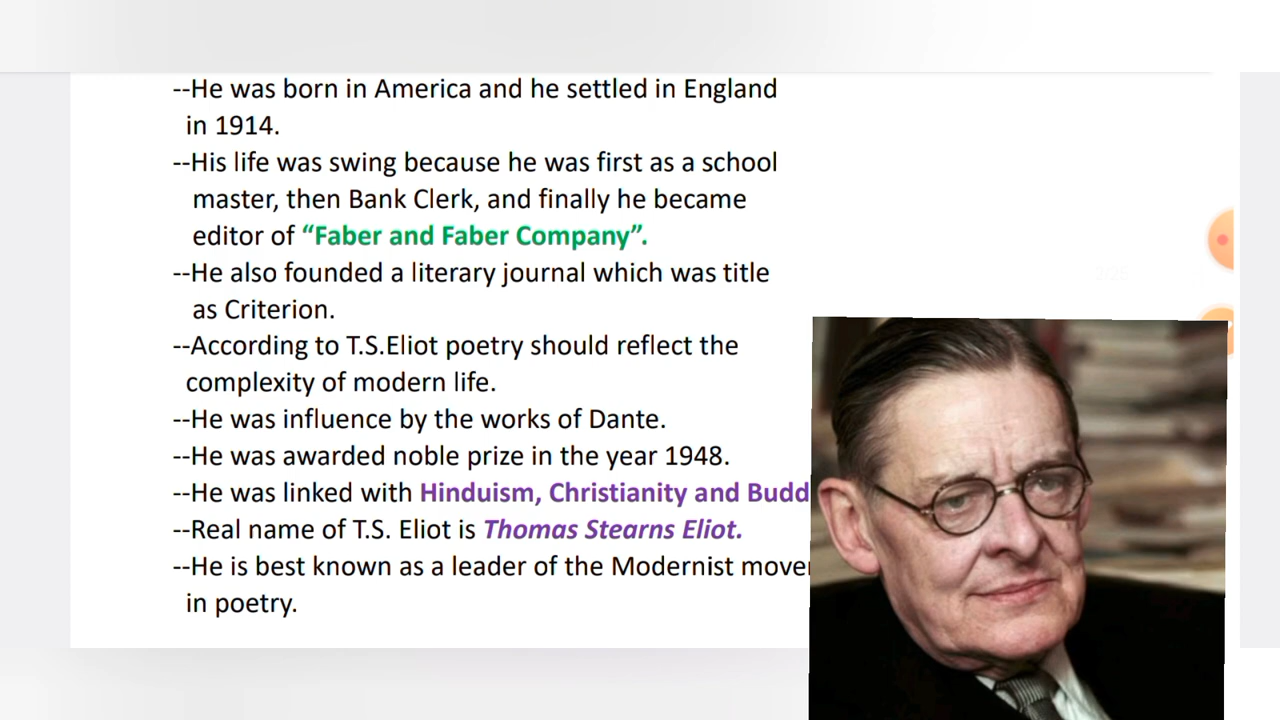 --He was born in America and he settled in England
in 1914.
--His life was swing because he was first as a school
master, then Bank Clerk, and finally he became
editor of “Faber and Faber Company”.
--He also founded a literary journal which was title
as Criterion.
--According to T.S.Eliot poetry should reflect the
complexity of modern life.
--He was influence by the works of Dante.
--He was awarded noble prize in the year 1948.
--He was linked with Hinduism, Christianity and Budd
--Real name of T.S. Eliot is Thomas Stearns Eliot.
--He is best known as a leader of the Modernist move
in poetry.